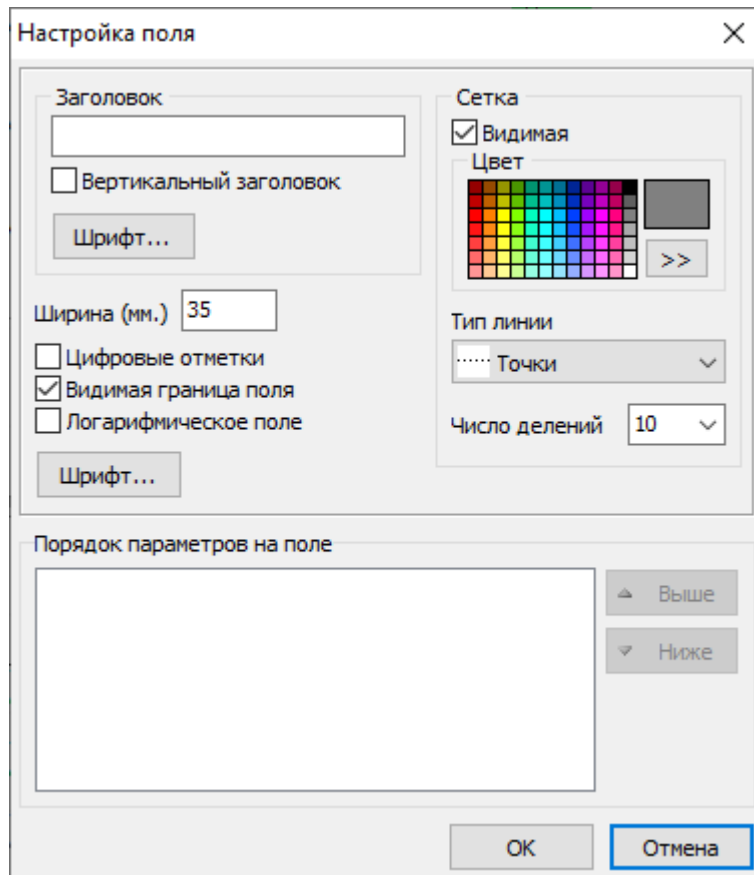 Настройка поля
Заголовок
Вертикальный заголовок
Шрифт...
Ширина (мм.) 35
Цифровые отметки
Видимая граница поля
Логарифмическое поле
Шрифт...
Сетка
Видимая
Цвет
>>
Тип линии
Точки
Число делений 10
Порядок параметров на поле
Выше
Ниже
OK
Отмена